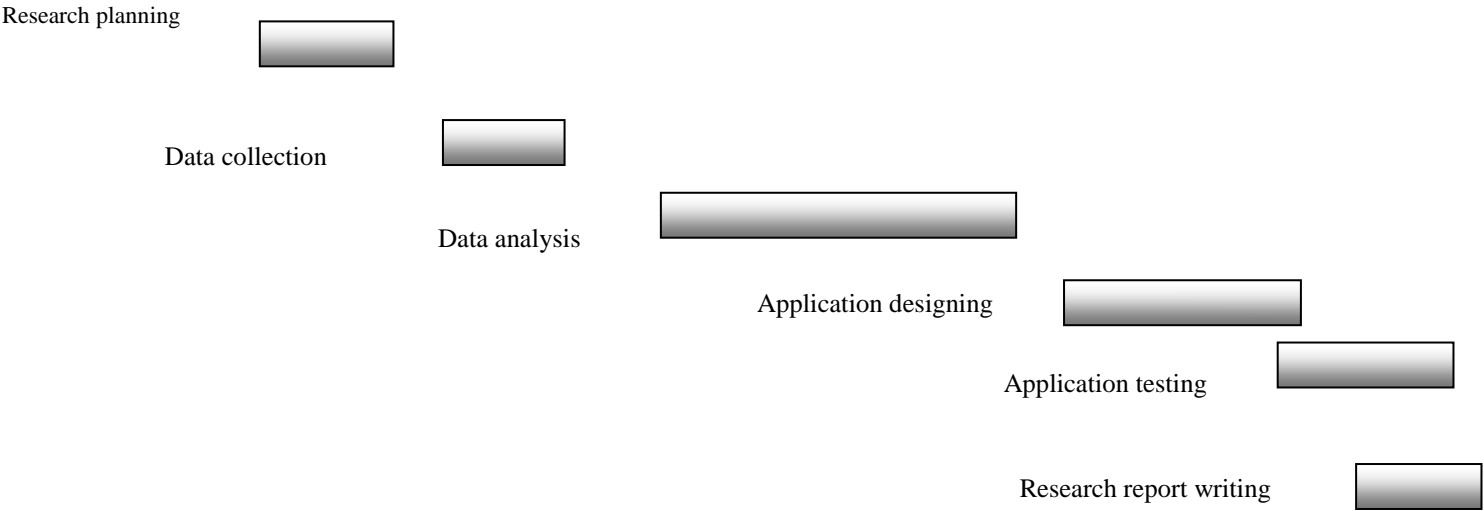 Research planning
Data collection
Data analysis
Application designing
Application testing
Research report writing